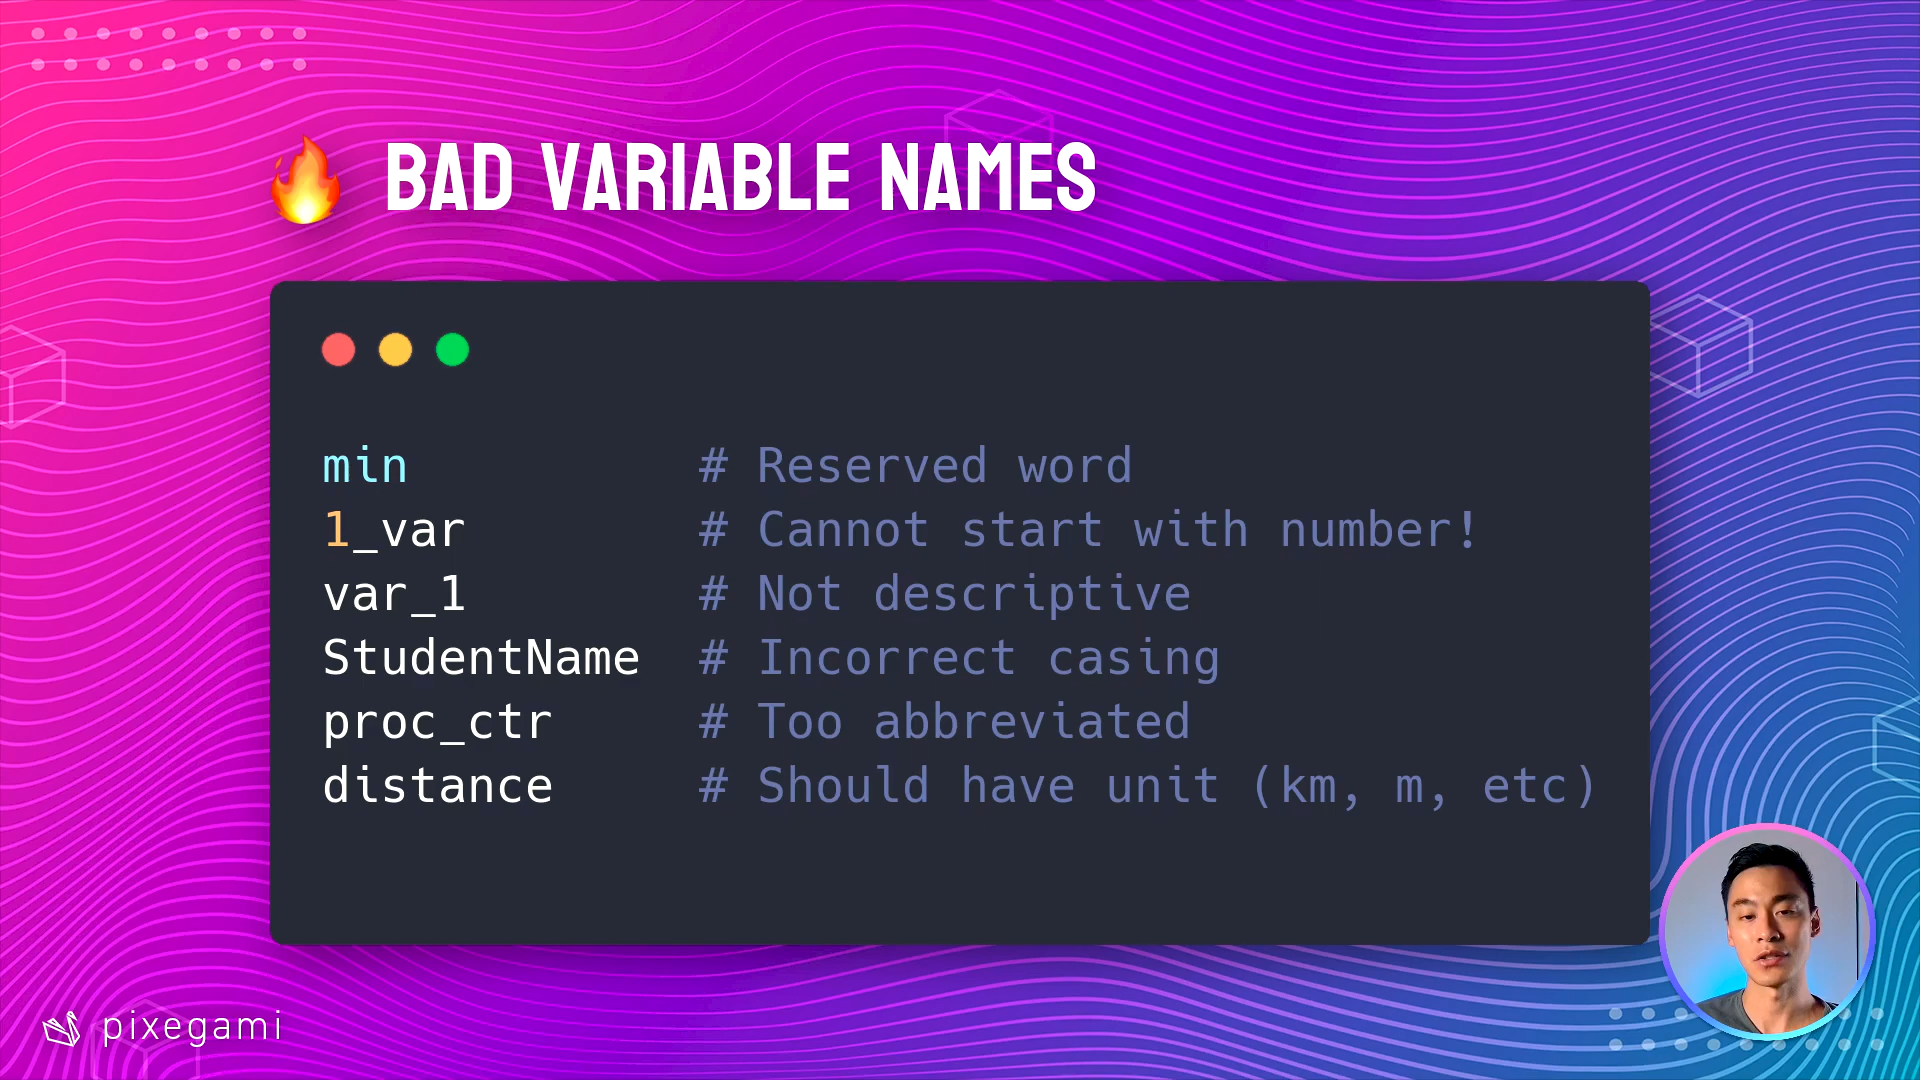 BAD VARIABLE NAMES
min # Reserved word
1_var # Cannot start with number!
var_1 # Not descriptive
StudentName # Incorrect casing
proc_ctr # Too abbreviated
distance # Should have unit (km, m, etc)
pixegami